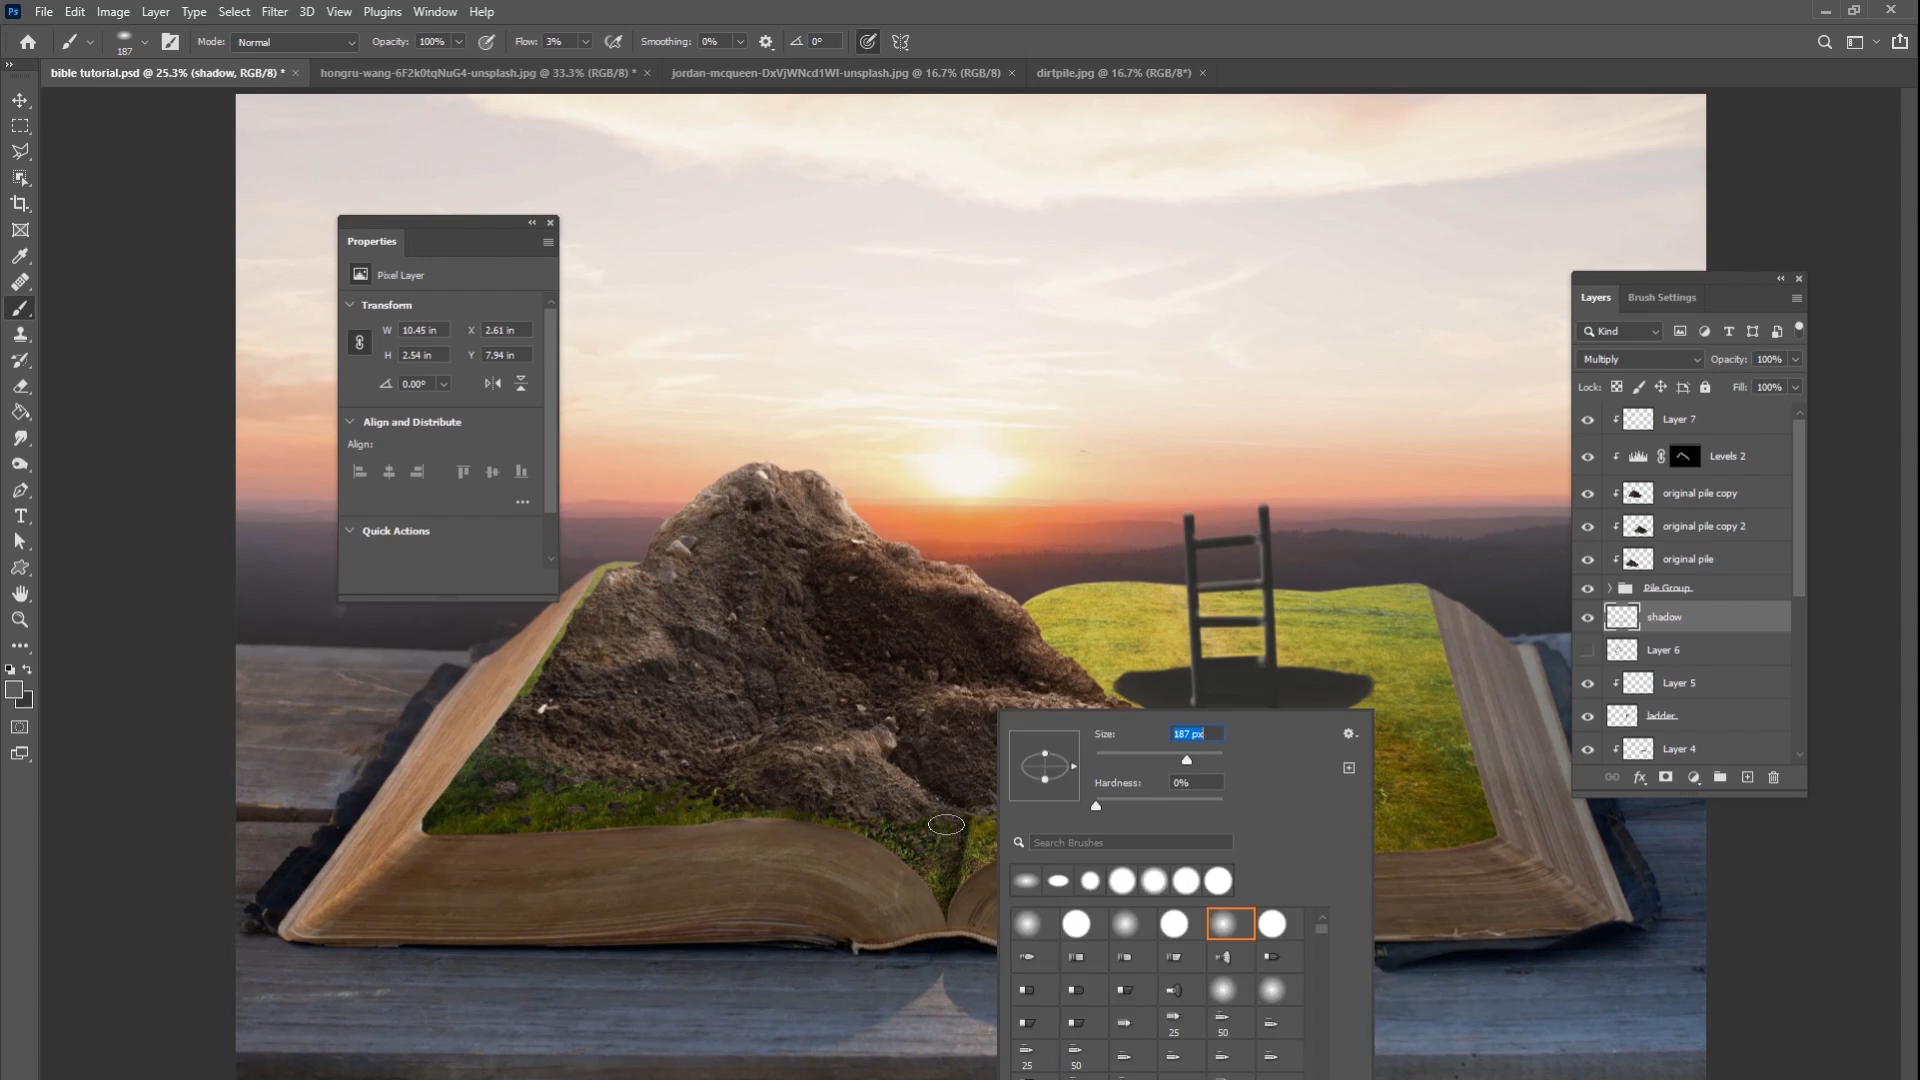 Ps File Edit Image Layer Type Select Filter 3D View Plugins Window Help
187 Mode: Normal Opacity: 100% Flow: 3% Smoothing: 0% 0°
bible tutorial.psd @ 25.3% (shadow, RGB/8) * hongru-wang-6F2k0tqNuG4-unsplash.jpg @ 33.3% (RGB/8) * jordan-mcqueen-DxVjWNcd1WI-unsplash.jpg @ 16.7% (RGB/8) dirtpile.jpg @ 16.7% (RGB/8*)
Properties
Pixel Layer
Transform
W 10.45 in X 2.61 in
H 2.54 in Y 7.94 in
0.00°
Align and Distribute
Align:
Quick Actions
Layers Brush Settings
Kind
Multiply Opacity: 100%
Lock: Fill: 100%
Layer 7
Levels 2
original pile copy
original pile copy 2
original pile
Pile Group
shadow
Layer 6
Layer 5
ladder
Layer 4
fx
Size: 187 px
Hardness: 0%
Search Brushes
25 50
25 50